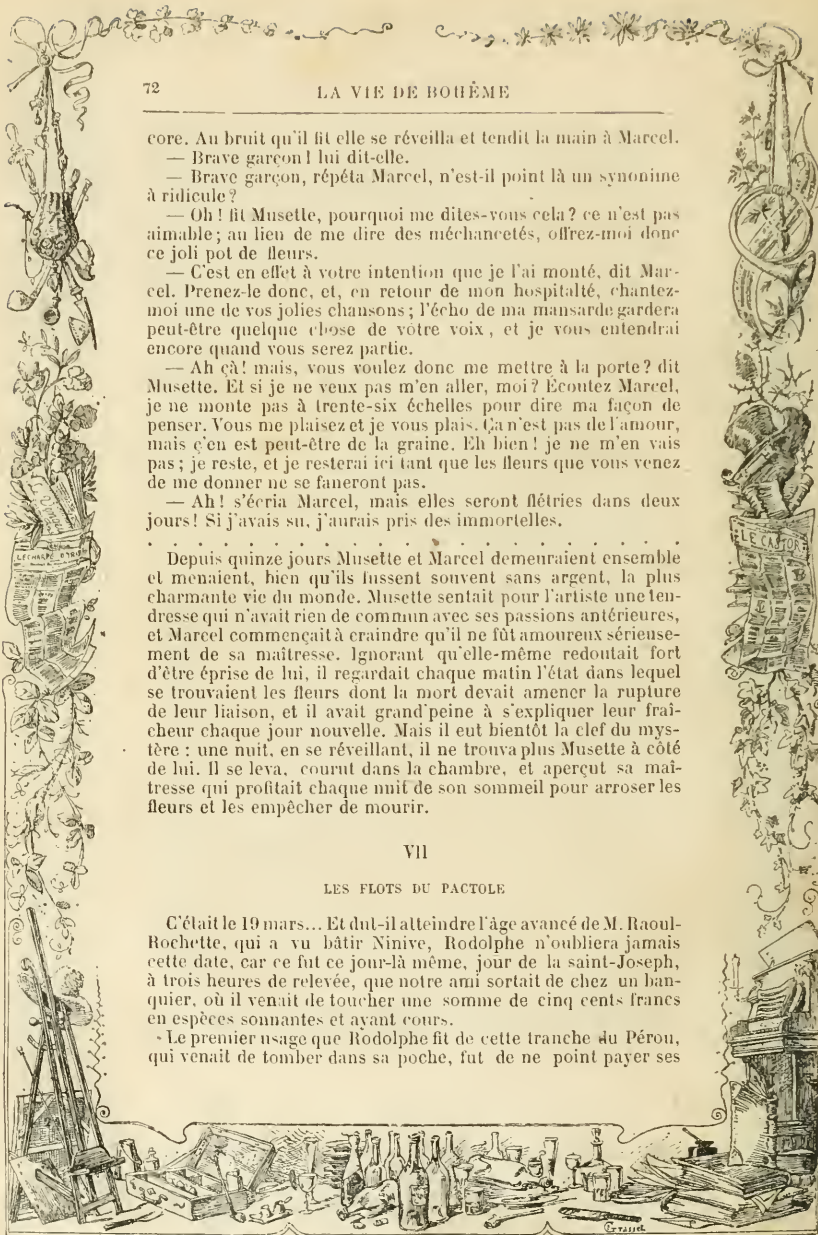 72
LA VIE DE BOHÊME
core. Au bruit qu'il fit elle se réveilla et tendit la main à Marcel.
— Brave garçon ! lui dit-elle.
— Brave garçon, répéta Marcel, n'est-il point là un synonime
à ridicule ?
— Oh ! fit Musette, pourquoi me dites-vous cela ? ce n'est pas
aimable ; au lieu de me dire des méchancetés, offrez-moi donc
ce joli pot de fleurs.
— C'est en effet à votre intention que je l'ai monté, dit Mar-
cel. Prenez-le donc, et, en retour de mon hospitalté, chantez-
moi une de vos jolies chansons ; l'écho de ma mansarde gardera
peut-être quelque chose de votre voix, et je vous entendrai
encore quand vous serez partie.
— Ah çà ! mais, vous voulez donc me mettre à la porte ? dit
Musette. Et si je ne veux pas m'en aller, moi ? Écoutez Marcel,
je ne monte pas à trente-six échelles pour dire ma façon de
penser. Vous me plaisez et je vous plais. Ça n'est pas de l'amour,
mais ç'en est peut-être de la graine. Eh bien ! je ne m'en vais
pas ; je reste, et je resterai ici tant que les fleurs que vous venez
de me donner ne se faneront pas.
— Ah ! s'écria Marcel, mais elles seront flétries dans deux
jours ! Si j'avais su, j'aurais pris des immortelles.
. . . . . . . . . . . . . . . . . . . . . .
Depuis quinze jours Musette et Marcel demeuraient ensemble
et menaient, bien qu'ils fussent souvent sans argent, la plus
charmante vie du monde. Musette sentait pour l'artiste une ten-
dresse qui n'avait rien de commun avec ses passions antérieures,
et Marcel commençait à craindre qu'il ne fût amoureux sérieuse-
ment de sa maîtresse. Ignorant qu'elle-même redoutait fort
d'être éprise de lui, il regardait chaque matin l'état dans lequel
se trouvaient les fleurs dont la mort devait amener la rupture
de leur liaison, et il avait grand'peine à s'expliquer leur fraî-
cheur chaque jour nouvelle. Mais il eut bientôt la clef du mys-
tère : une nuit, en se réveillant, il ne trouva plus Musette à côté
de lui. Il se leva, courut dans la chambre, et aperçut sa maî-
tresse qui profitait chaque nuit de son sommeil pour arroser les
fleurs et les empêcher de mourir.
VII
LES FLOTS DU PACTOLE
C'était le 19 mars... Et dut-il atteindre l'âge avancé de M. Raoul-
Rochette, qui a vu bâtir Ninive, Rodolphe n'oubliera jamais
cette date, car ce fut ce jour-là même, jour de la saint-Joseph,
à trois heures de relevée, que notre ami sortait de chez un ban-
quier, où il venait de toucher une somme de cinq cents francs
en espèces sonnantes et ayant cours.
Le premier usage que Rodolphe fit de cette tranche du Pérou,
qui venait de tomber dans sa poche, fut de ne point payer ses
LE CASTOR
Grasset